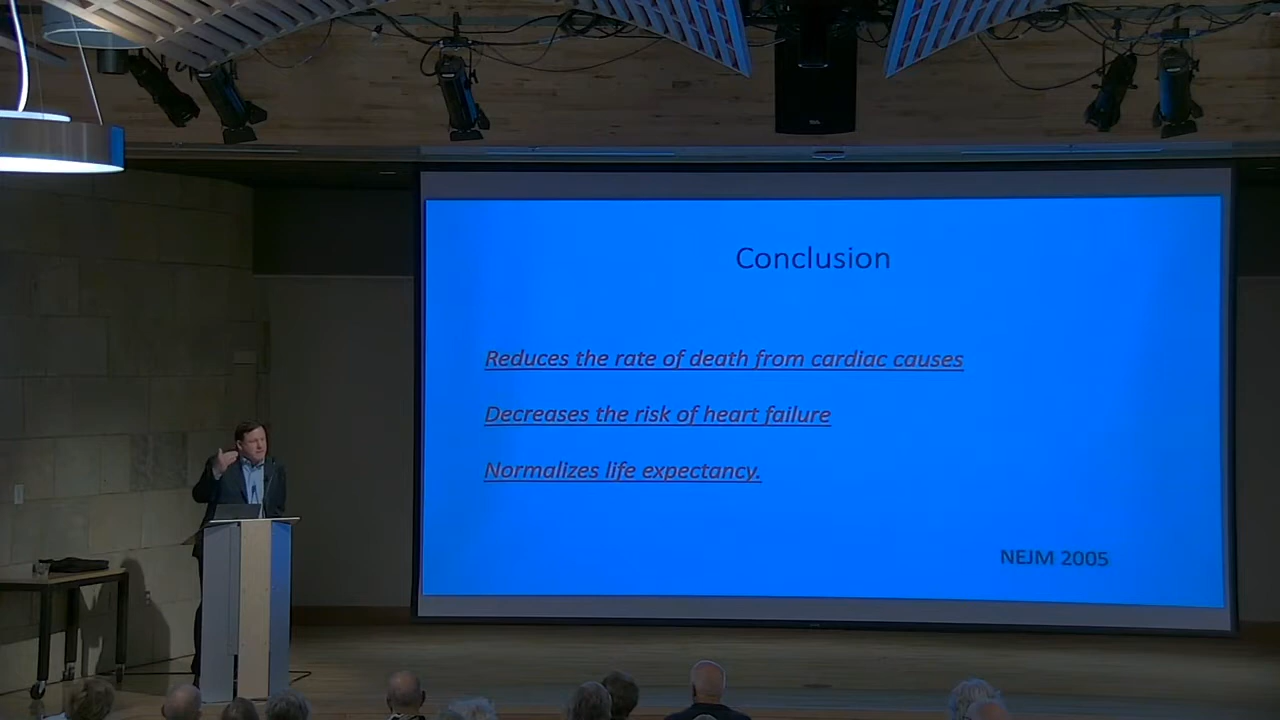 Conclusion
Reduces the rate of death from cardiac causes
Decreases the risk of heart failure
Normalizes life expectancy.
NEJM 2005